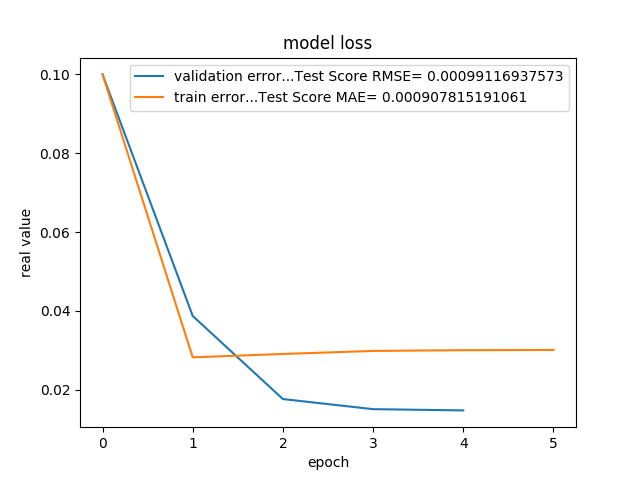 model loss
validation error...Test Score RMSE= 0.00099116937573
train error...Test Score MAE= 0.000907815191061
real value
0.10
0.08
0.06
0.04
0.02
0 1 2 3 4 5
epoch